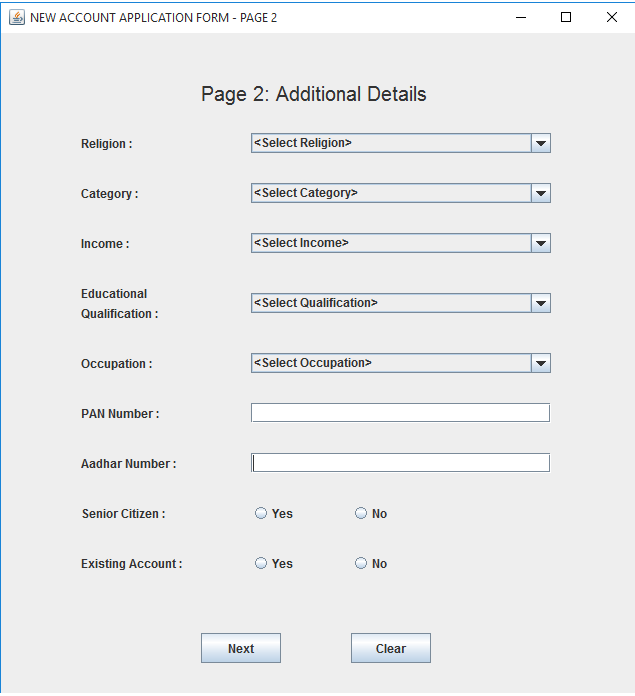 NEW ACCOUNT APPLICATION FORM - PAGE 2
Page 2: Additional Details
Religion : <Select Religion>
Category : <Select Category>
Income : <Select Income>
Educational
Qualification : <Select Qualification>
Occupation : <Select Occupation>
PAN Number :
Aadhar Number :
Senior Citizen : Yes No
Existing Account : Yes No
Next Clear